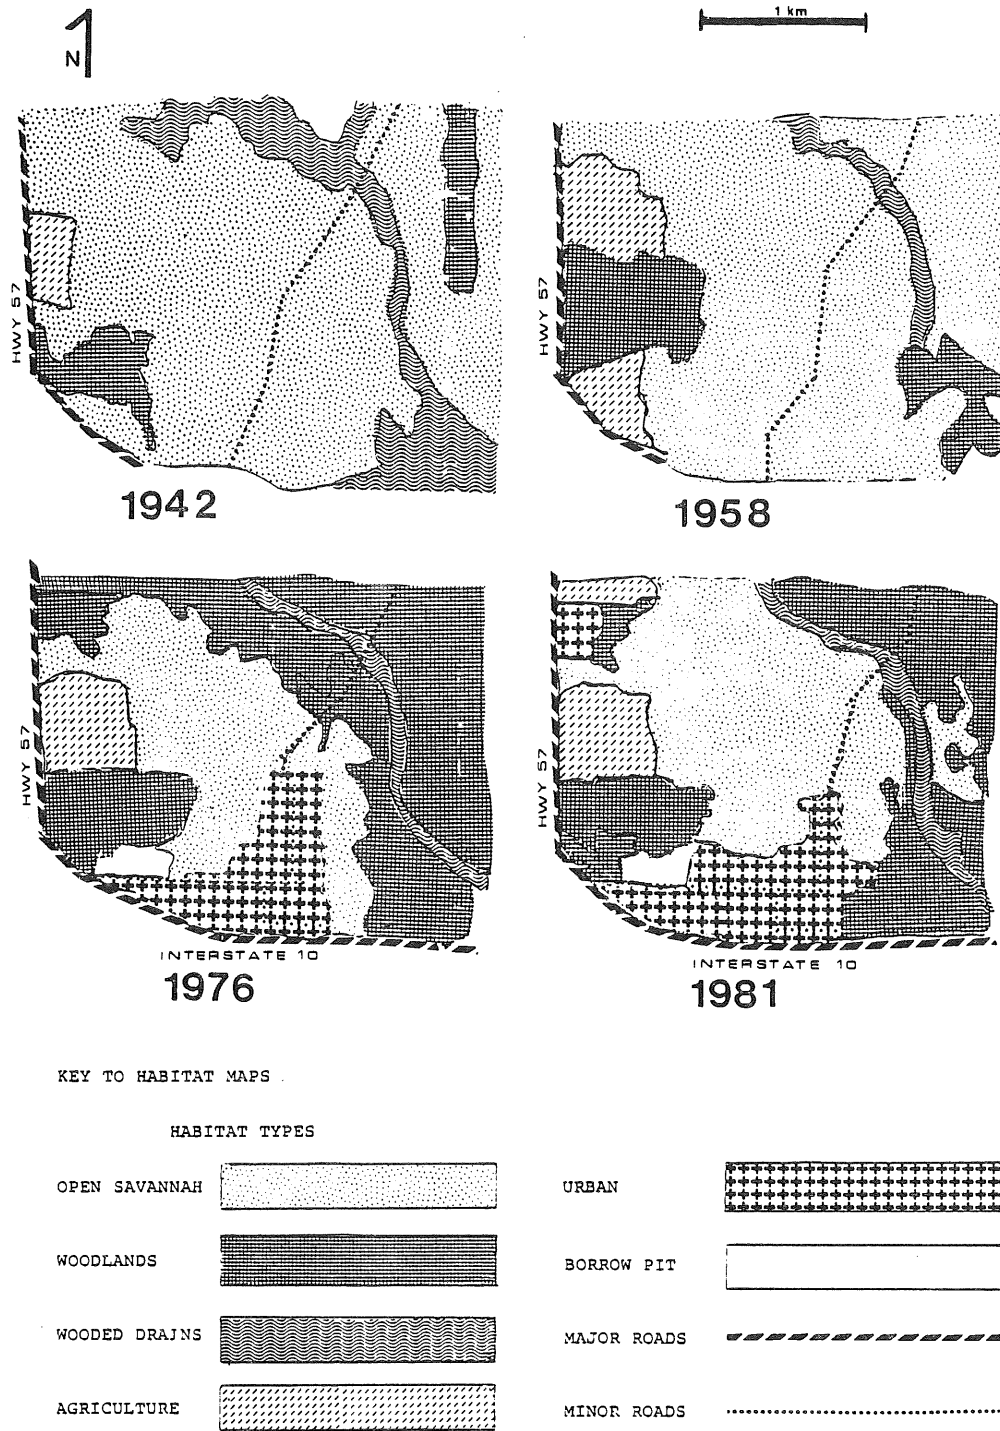 N
1 km
HWY 57
HWY 57
1942
1958
HWY 57
HWY 57
INTERSTATE 10
INTERSTATE 10
1976
1981
KEY TO HABITAT MAPS
HABITAT TYPES
OPEN SAVANNAH
URBAN
WOODLANDS
BORROW PIT
WOODED DRAINS
MAJOR ROADS
AGRICULTURE
MINOR ROADS